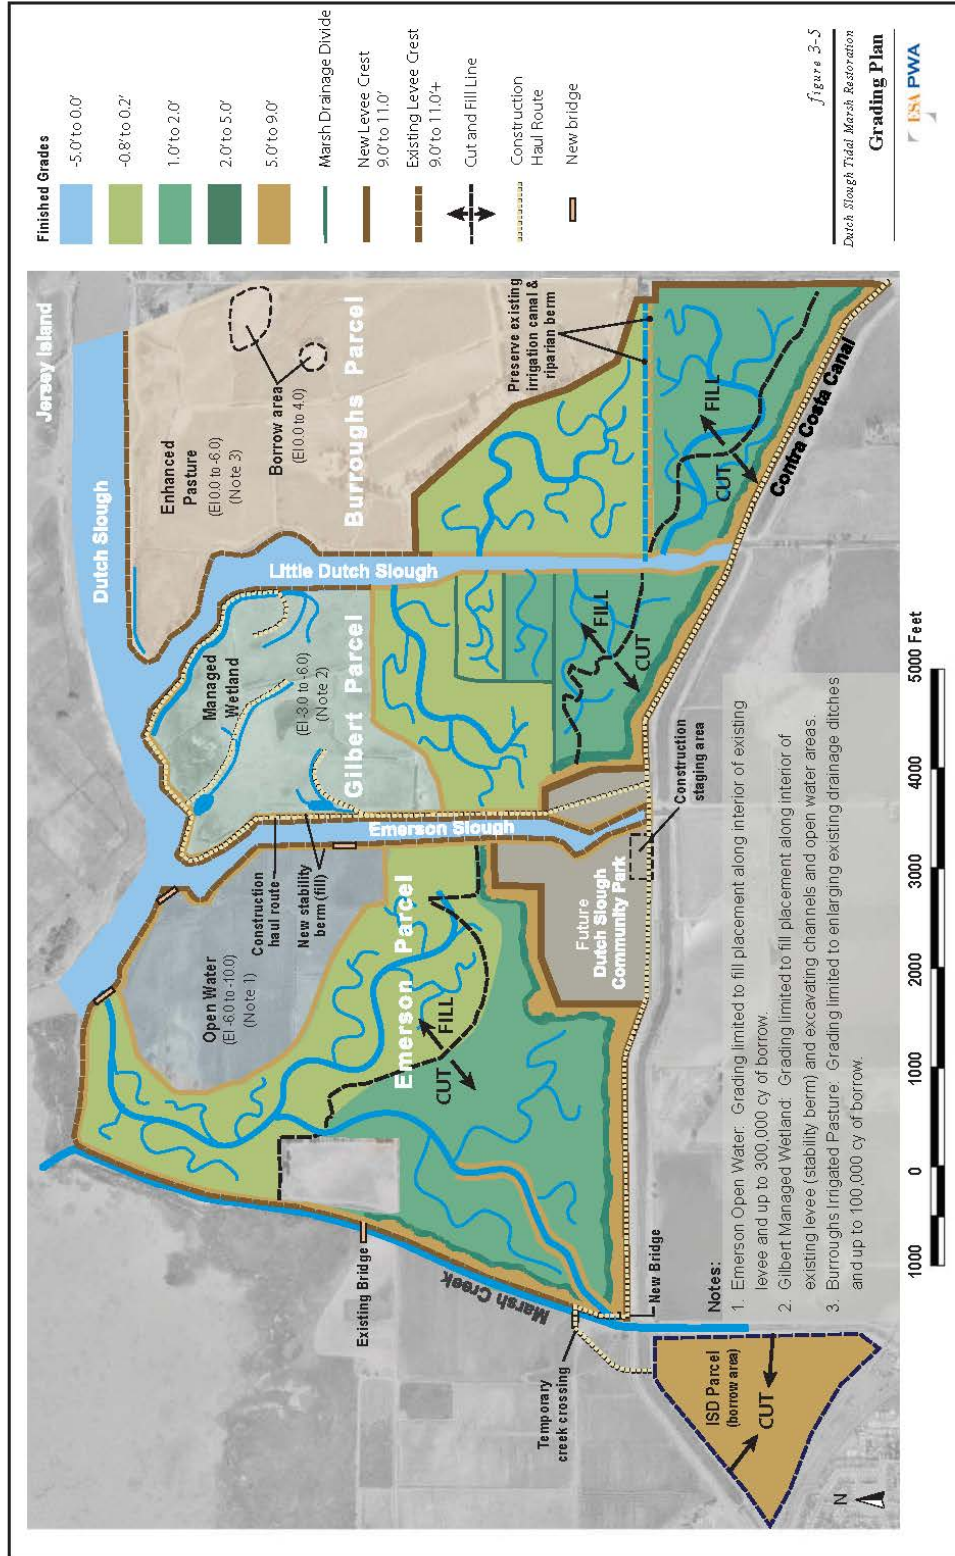 Jersey Island
Dutch Slough
Enhanced
Pasture
(El 0.0 to -6.0)
(Note 3)
Borrow area
(El 0.0 to 4.0)
Burroughs Parcel
Little Dutch Slough
Managed
Wetland
(El -3.0 to -6.0)
(Note 2)
Gilbert Parcel
Emerson Slough
Construction
haul route
New stability
berm (fill)
Open Water
(El -6.0 to -10.0)
(Note 1)
Emerson Parcel
FILL
CUT
Existing Bridge
Marsh Creek
Temporary
creek crossing
New Bridge
Future
Dutch Slough
Community Park
Construction
staging area
FILL
CUT
Preserve existing
irrigation canal &
riparian berm
FILL
CUT
Contra Costa Canal
ISD Parcel
(borrow area)
CUT
N
Notes:
1. Emerson Open Water: Grading limited to fill placement along interior of existing
levee and up to 300,000 cy of borrow.
2. Gilbert Managed Wetland: Grading limited to fill placement along interior of
existing levee (stability berm) and excavating channels and open water areas.
3. Burroughs Irrigated Pasture: Grading limited to enlarging existing drainage ditches
and up to 100,000 cy of borrow.
1000 0 1000 2000 3000 4000 5000 Feet
Finished Grades
-5.0' to 0.0'
-0.8' to 0.2'
1.0' to 2.0'
2.0' to 5.0'
5.0' to 9.0'
Marsh Drainage Divide
New Levee Crest
9.0' to 11.0'
Existing Levee Crest
9.0' to 11.0'+
Cut and Fill Line
Construction
Haul Route
New bridge
figure 3-5
Dutch Slough Tidal Marsh Restoration
Grading Plan
ESA PWA